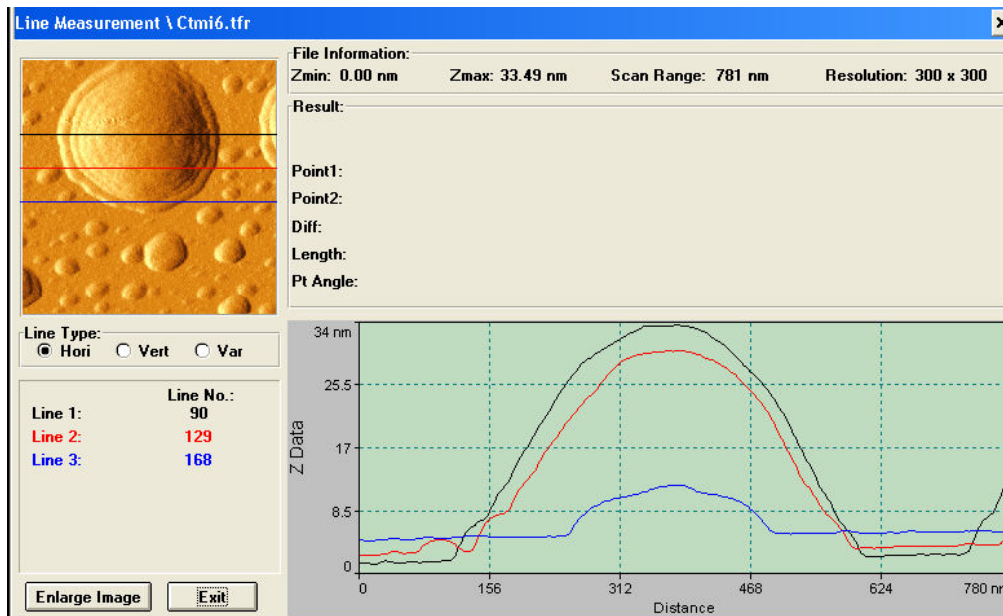 Line Measurement \ Ctmi6.tfr
File Information:
Zmin: 0.00 nm Zmax: 33.49 nm Scan Range: 781 nm Resolution: 300 x 300
Result:
Point1:
Point2:
Diff:
Length:
Pt Angle:
Line Type:
Hori Vert Var
Line No.:
Line 1: 90
Line 2: 129
Line 3: 168
Enlarge Image Exit
34 nm
25.5
17
8.5
0
Z Data
0 156 312 468 624 780 nm
Distance